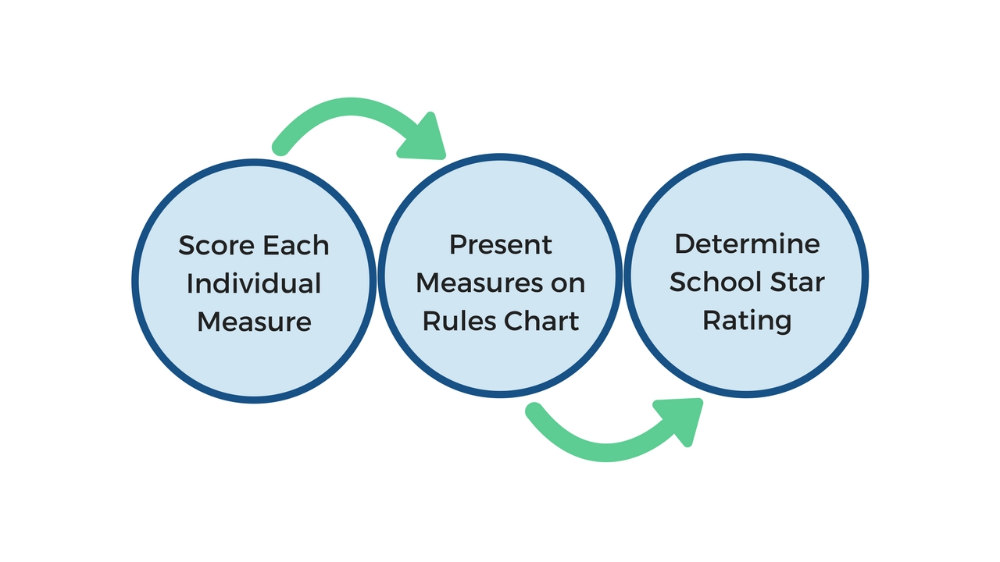 Score Each
Individual
Measure
Present
Measures on
Rules Chart
Determine
School Star
Rating